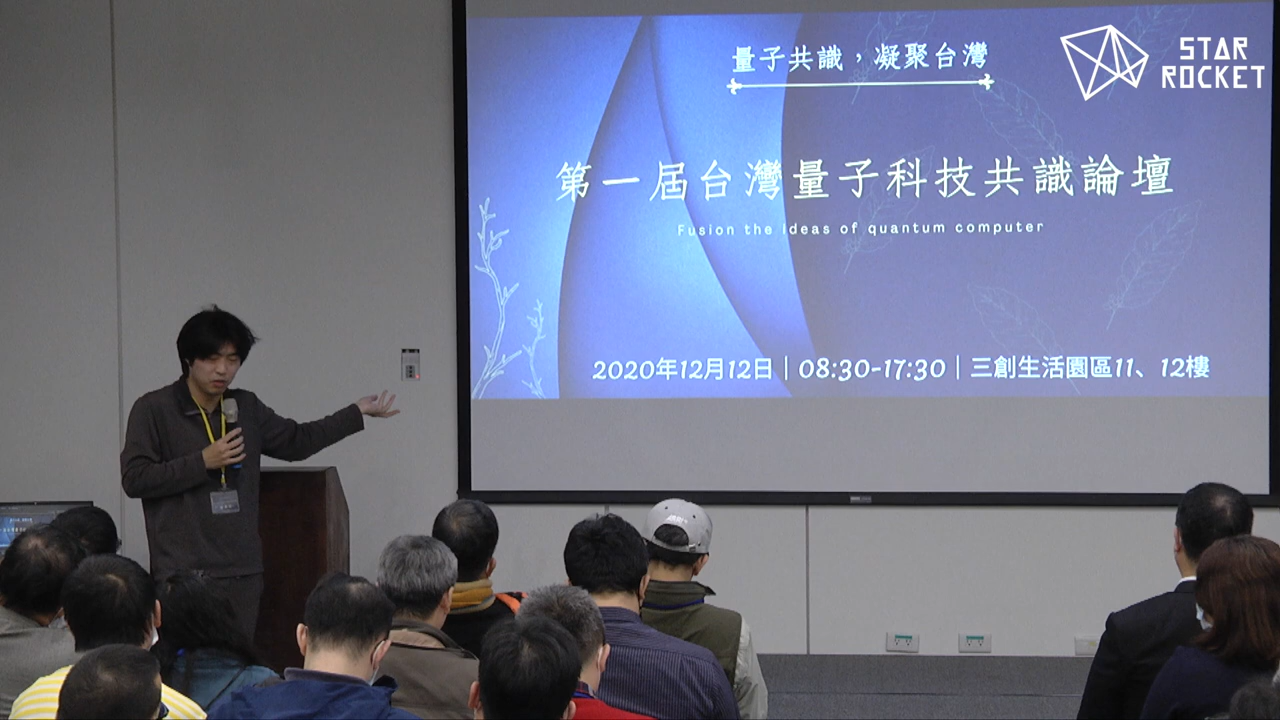 量子共識，凝聚台灣
STAR
ROCKET
第一屆台灣量子科技共識論壇
Fusion the ideas of quantum computer
2020年12月12日｜08:30-17:30｜三創生活園區11、12樓